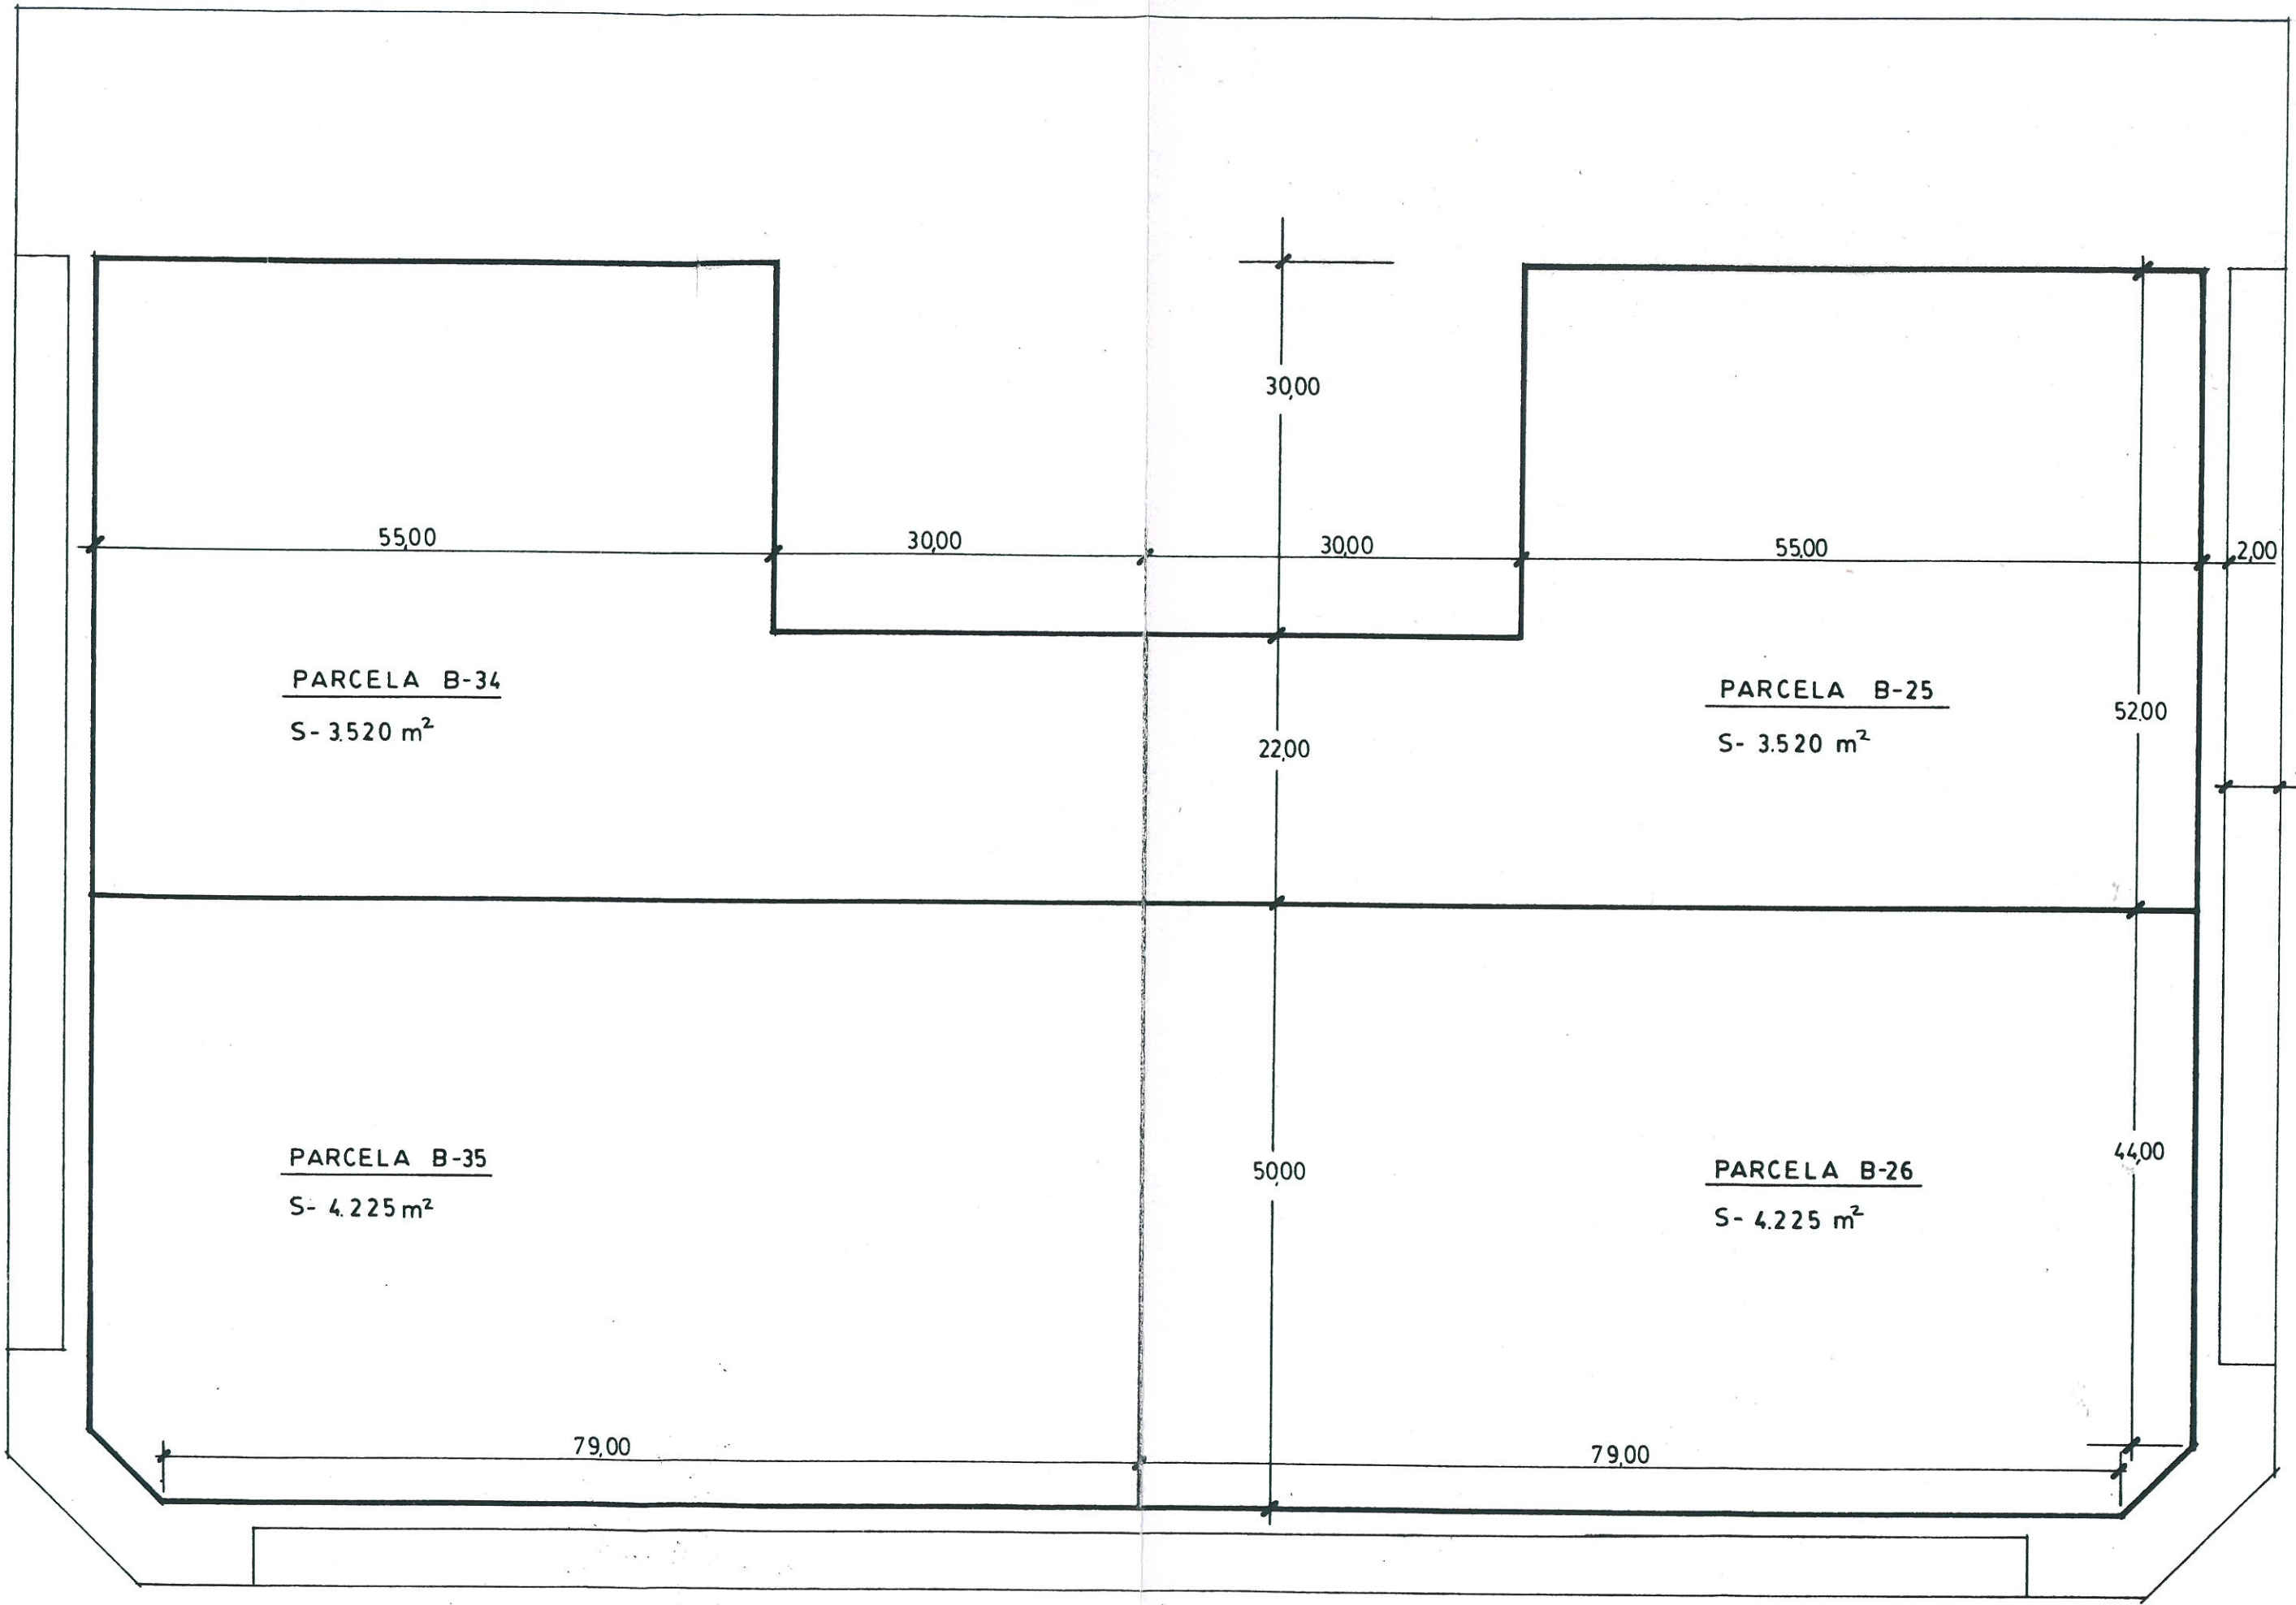 30,00
55,00
30,00
30,00
55,00
2,00
PARCELA B-34
S- 3.520 m²
PARCELA B-25
S- 3.520 m²
52,00
22,00
PARCELA B-35
S- 4.225 m²
50,00
PARCELA B-26
S- 4.225 m²
44,00
79,00
79,00